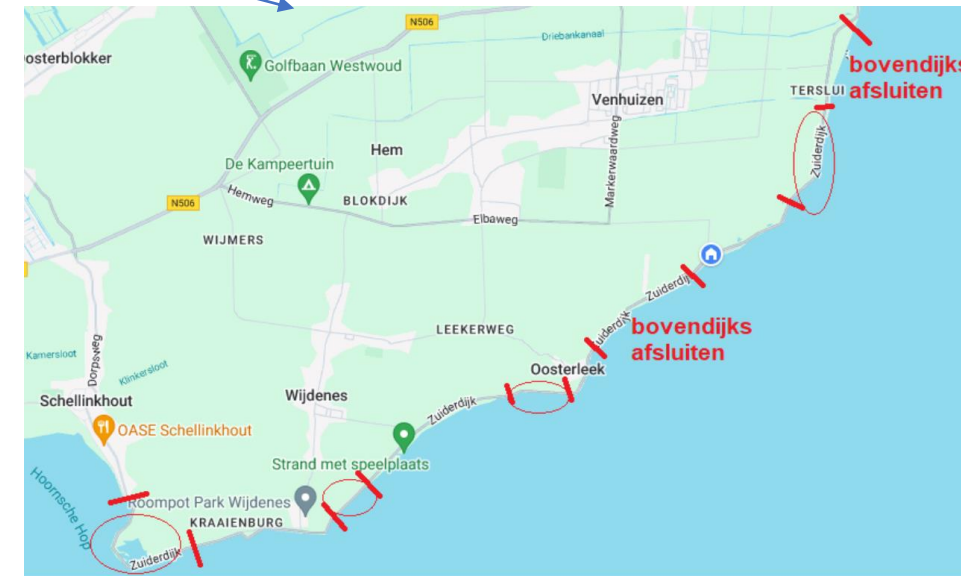 N506
Driebankanaal
Golfbaan Westwoud
bovendijks
TERSLUI
afsluiten
Venhuizen
Zuiderdijk
Markerwaardweg
Hem
De Kampeertuin
Hemweg
N506
BLOKDIJK
Elbaweg
WIJMERS
Zuiderdij
Zuiderdijk
bovendijks
afsluiten
LEEKERWEG
Oosterleek
Kamersloot
Dorpsweg
Klinkersloot
Schellinkhout
Wijdenes
Zuiderdijk
OASE Schellinkhout
Strand met speelplaats
Hoornsche Hop
Roompot Park Wijdenes
KRAAIENBURG
Zuiderdijk